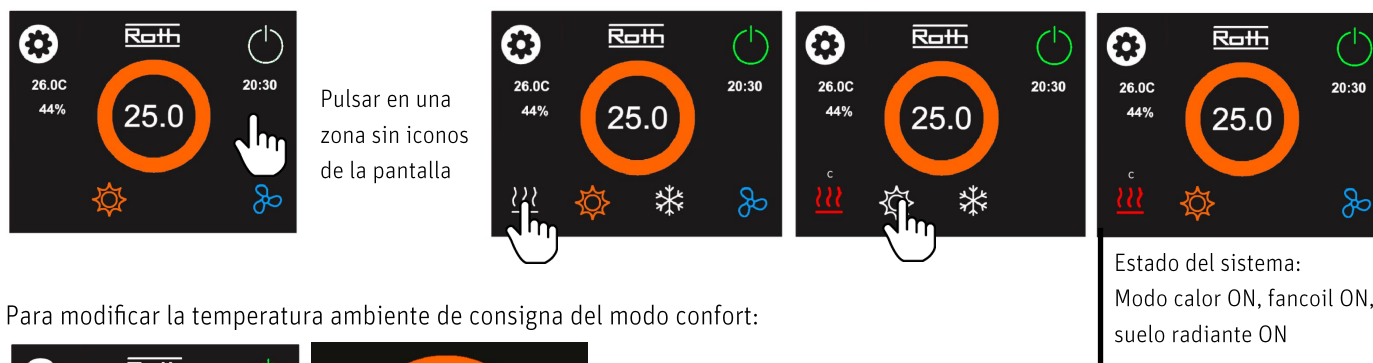 Roth
26.0C
20:30
44%
25.0
Pulsar en una
zona sin iconos
de la pantalla
Roth
26.0C
20:30
44%
25.0
Roth
26.0C
20:30
44%
25.0
C
Roth
26.0C
20:30
44%
25.0
C
Estado del sistema:
Modo calor ON, fancoil ON,
suelo radiante ON
Para modificar la temperatura ambiente de consigna del modo confort: